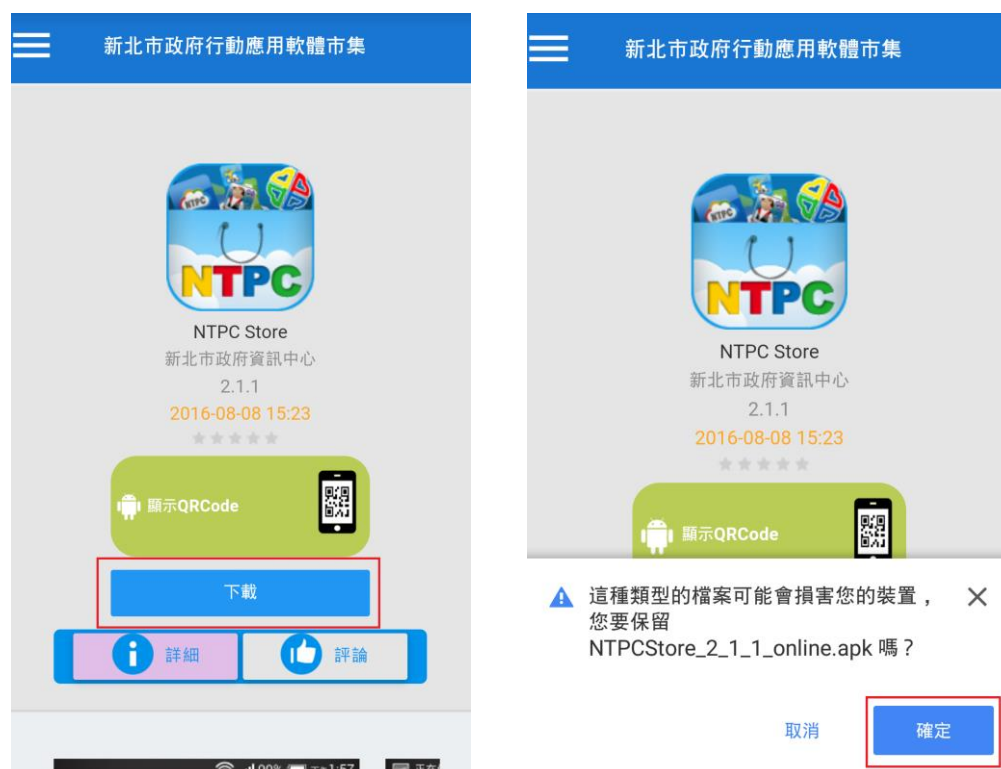 新北市政府行動應用軟體市集
NTPC
NTPC
NTPC Store
新北市政府資訊中心
2.1.1
2016-08-08 15:23
顯示QRCode
下載
詳細
評論
新北市政府行動應用軟體市集
NTPC
NTPC
NTPC Store
新北市政府資訊中心
2.1.1
2016-08-08 15:23
顯示QRCode
這種類型的檔案可能會損害您的裝置，
您要保留
NTPCStore_2_1_1_online.apk 嗎？
取消
確定